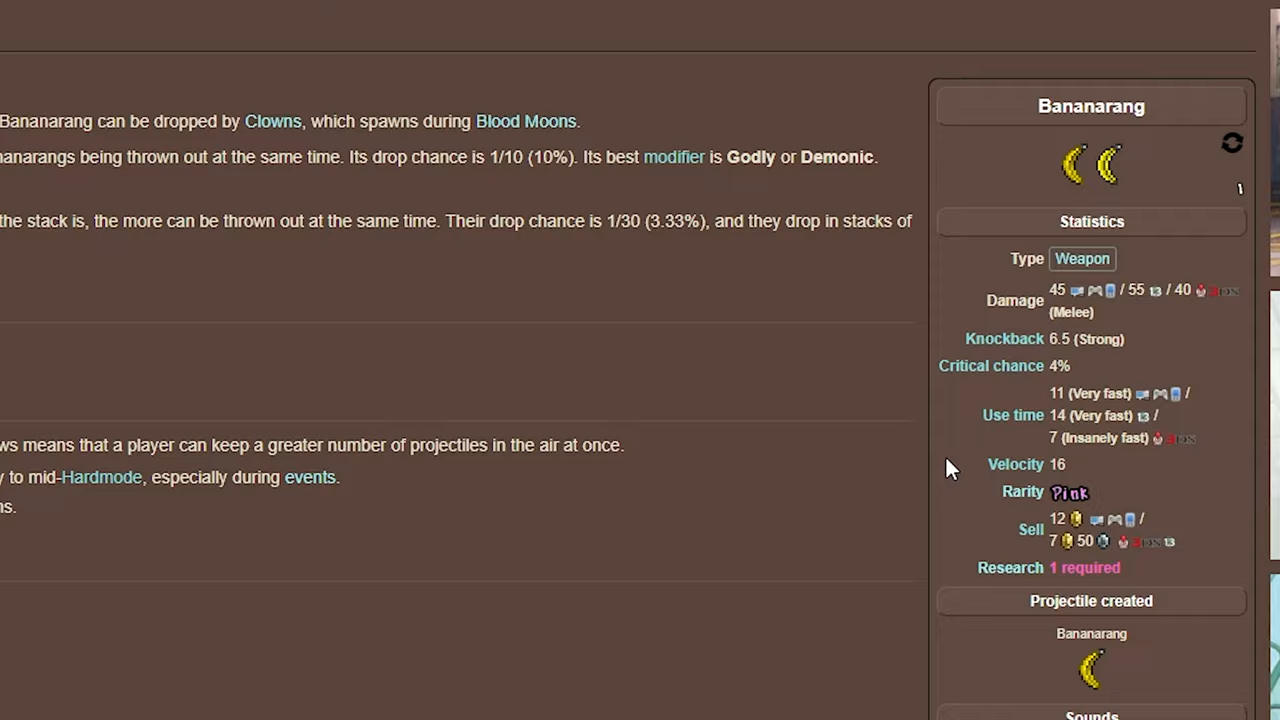 Bananarang can be dropped by Clowns, which spawns during Blood Moons.
nanarangs being thrown out at the same time. Its drop chance is 1/10 (10%). Its best modifier is Godly or Demonic.
the stack is, the more can be thrown out at the same time. Their drop chance is 1/30 (3.33%), and they drop in stacks of
ws means that a player can keep a greater number of projectiles in the air at once.
y to mid-Hardmode, especially during events.
ns.
Bananarang
Statistics
Type Weapon
Damage 45 / 55 / 40
(Melee)
Knockback 6.5 (Strong)
Critical chance 4%
Use time 11 (Very fast) /
14 (Very fast) /
7 (Insanely fast)
Velocity 16
Rarity Pink
Sell 12 /
7 50
Research 1 required
Projectile created
Bananarang
Sounds